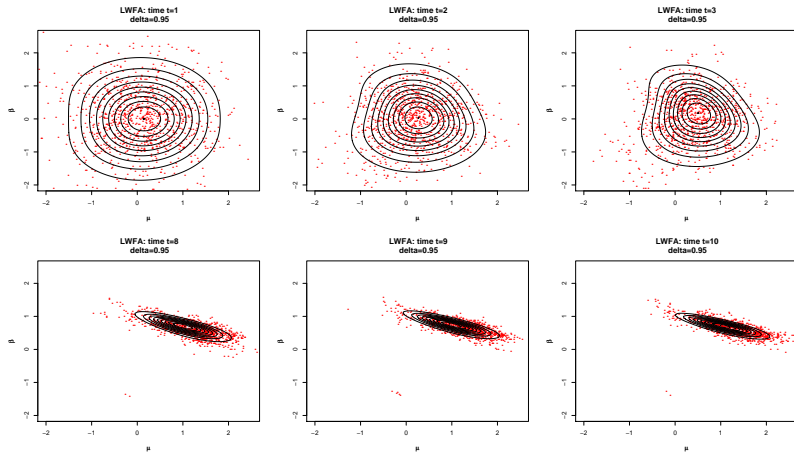 LWFA: time t=1
delta=0.95
β
2
1
0
−1
−2
−2
−1
0
1
2
μ
LWFA: time t=2
delta=0.95
β
2
1
0
−1
−2
−2
−1
0
1
2
μ
LWFA: time t=3
delta=0.95
β
2
1
0
−1
−2
−2
−1
0
1
2
μ
LWFA: time t=8
delta=0.95
β
2
1
0
−1
−2
−2
−1
0
1
2
μ
LWFA: time t=9
delta=0.95
β
2
1
0
−1
−2
−2
−1
0
1
2
μ
LWFA: time t=10
delta=0.95
β
2
1
0
−1
−2
−2
−1
0
1
2
μ